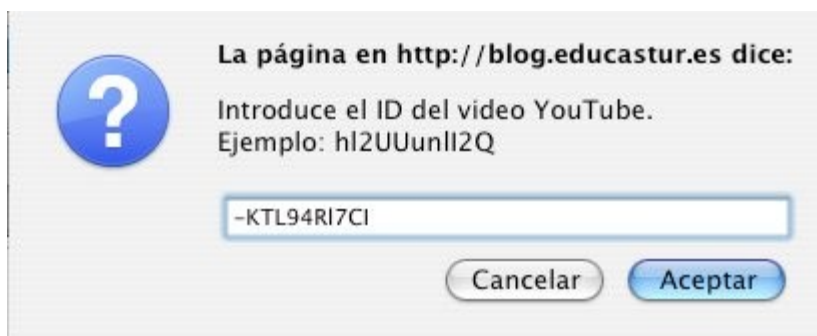 La página en http://blog.educastur.es dice:
Introduce el ID del video YouTube.
Ejemplo: hl2UUunlI2Q
-KTL94Rl7CI
Cancelar Aceptar